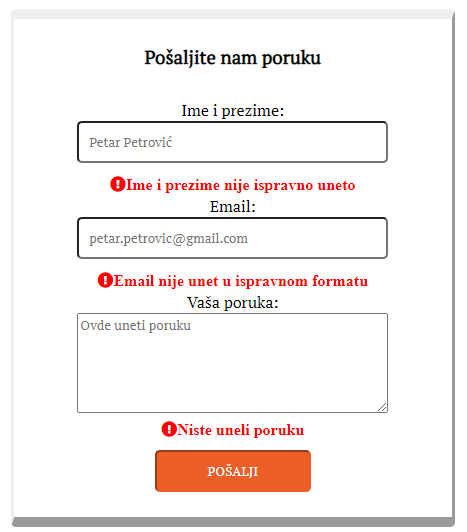 Pošaljite nam poruku
Ime i prezime:
Petar Petrović
Ime i prezime nije ispravno uneto
Email:
petar.petrovic@gmail.com
Email nije unet u ispravnom formatu
Vaša poruka:
Ovde uneti poruku
Niste uneli poruku
POŠALJI